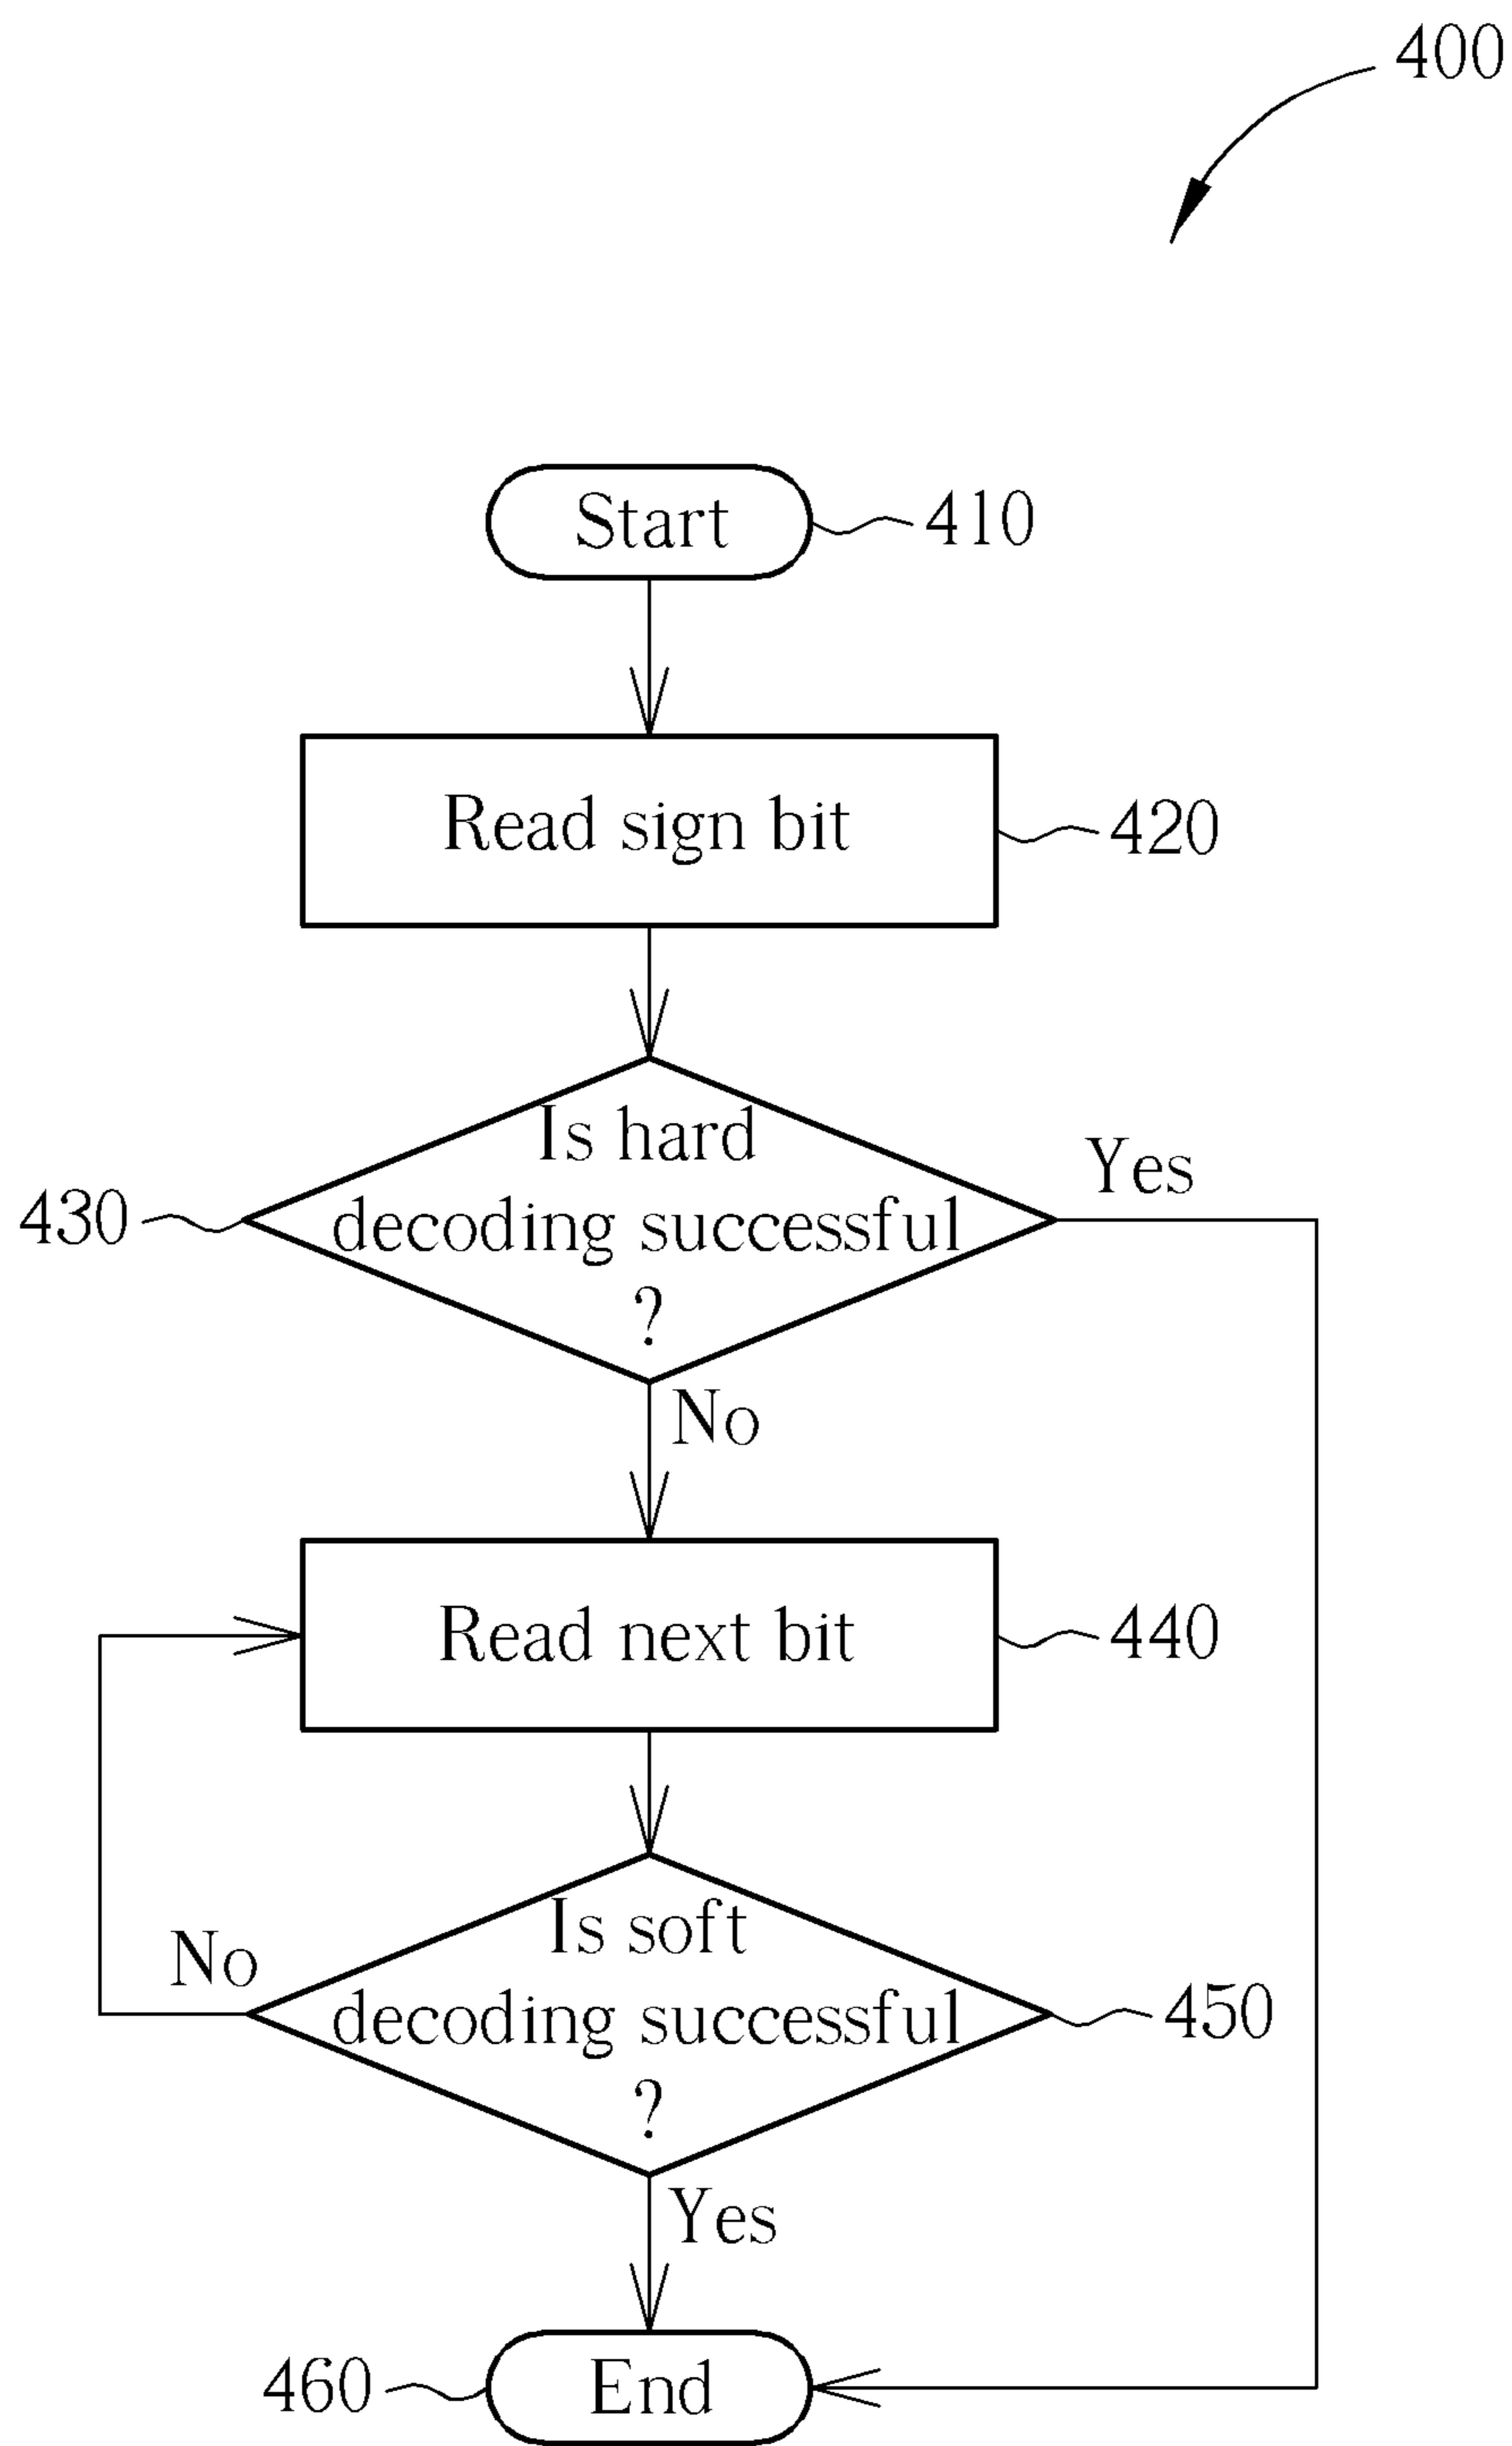 400
Start
410
Read sign bit
420
Is hard
decoding successful
?
430
Yes
No
Read next bit
440
Is soft
decoding successful
?
No
450
Yes
End
460